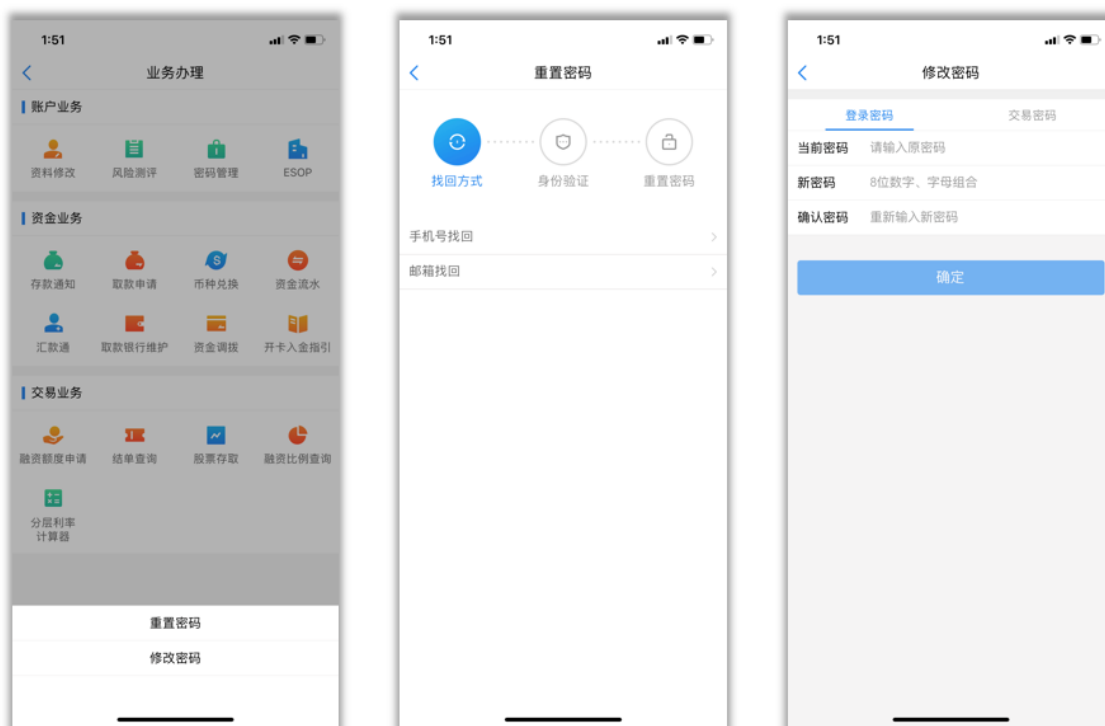 1:51
业务办理
账户业务
资料修改 风险测评 密码管理 ESOP
资金业务
存款通知 取款申请 币种兑换 资金流水
汇款通 取款银行维护 资金调拨 开卡入金指引
交易业务
融资额度申请 结单查询 股票存取 融资比例查询
分层利率
计算器
重置密码
修改密码
1:51
重置密码
找回方式 身份验证 重置密码
手机号找回
邮箱找回
1:51
修改密码
登录密码 交易密码
当前密码 请输入原密码
新密码 8位数字、字母组合
确认密码 重新输入新密码
确定